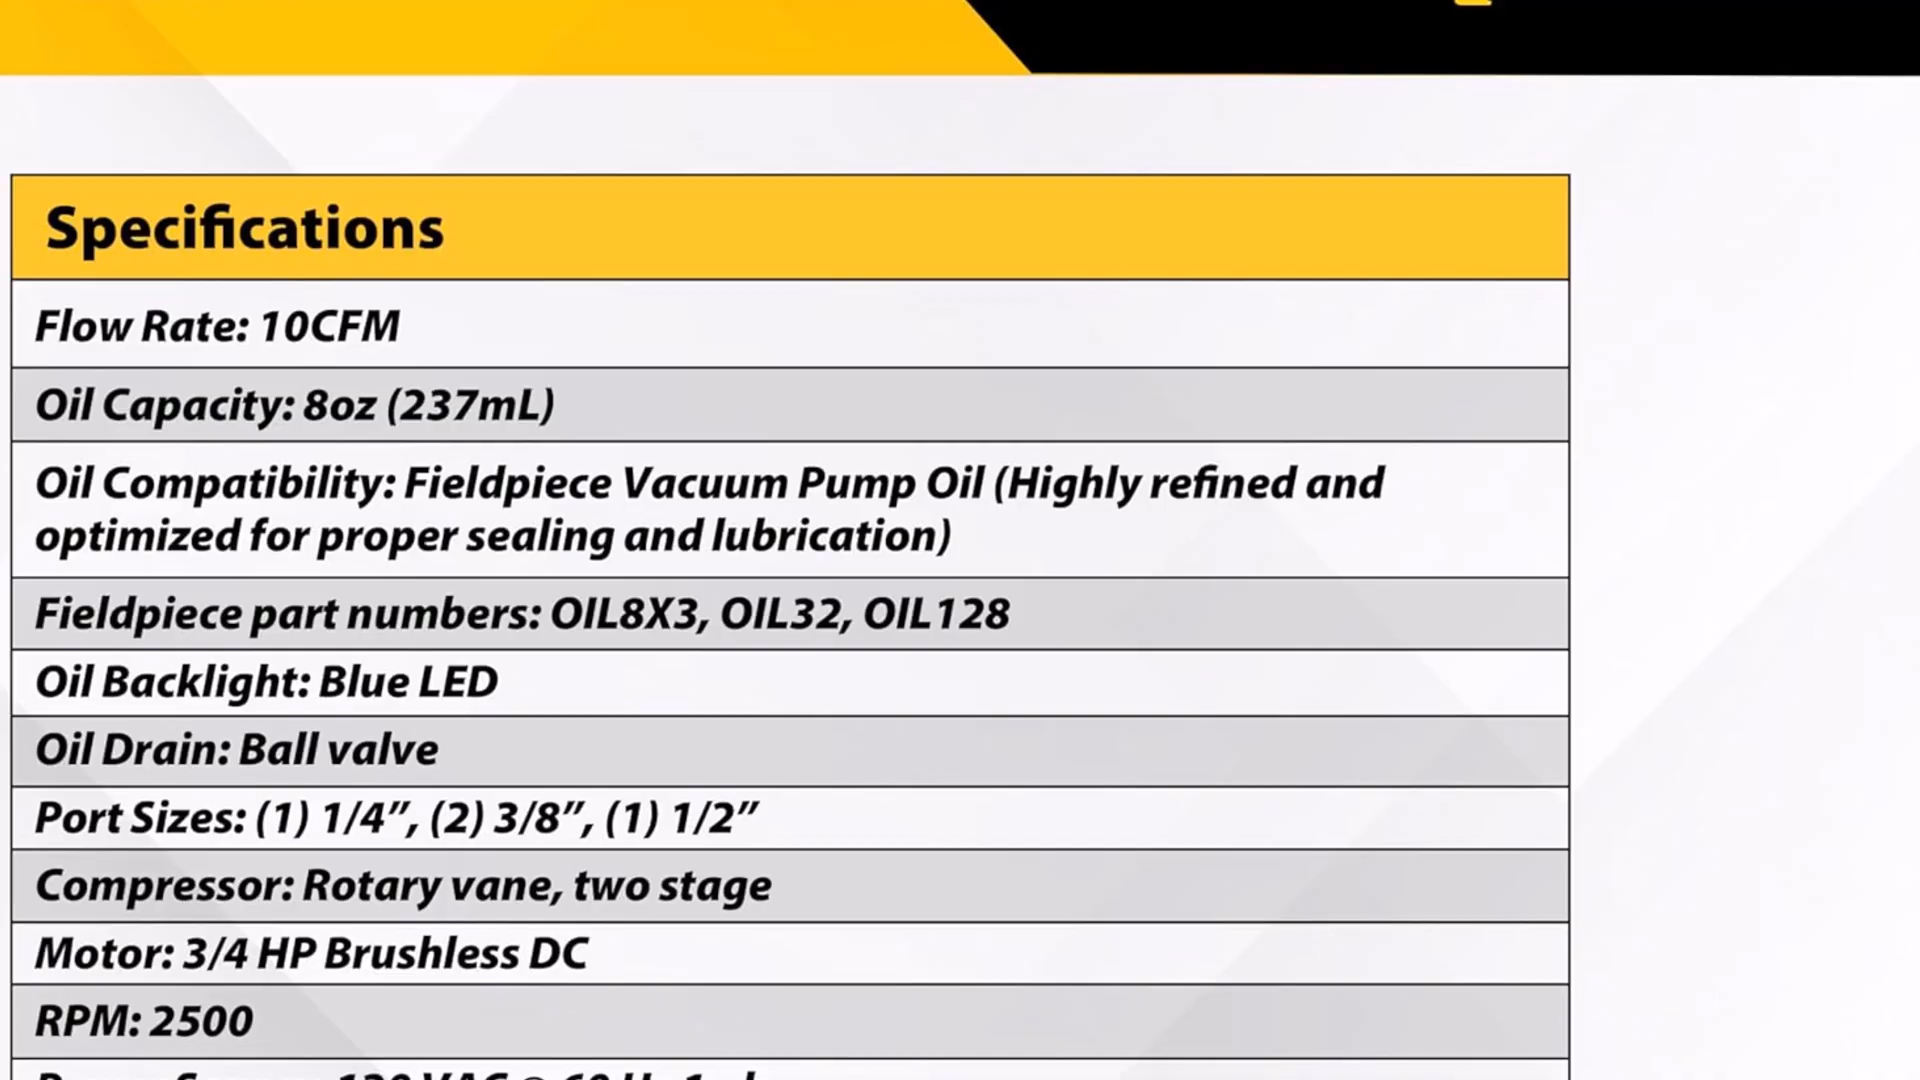 Specifications
Flow Rate: 10CFM
Oil Capacity: 8oz (237mL)
Oil Compatibility: Fieldpiece Vacuum Pump Oil (Highly refined and
optimized for proper sealing and lubrication)
Fieldpiece part numbers: OIL8X3, OIL32, OIL128
Oil Backlight: Blue LED
Oil Drain: Ball valve
Port Sizes: (1) 1/4”, (2) 3/8”, (1) 1/2”
Compressor: Rotary vane, two stage
Motor: 3/4 HP Brushless DC
RPM: 2500